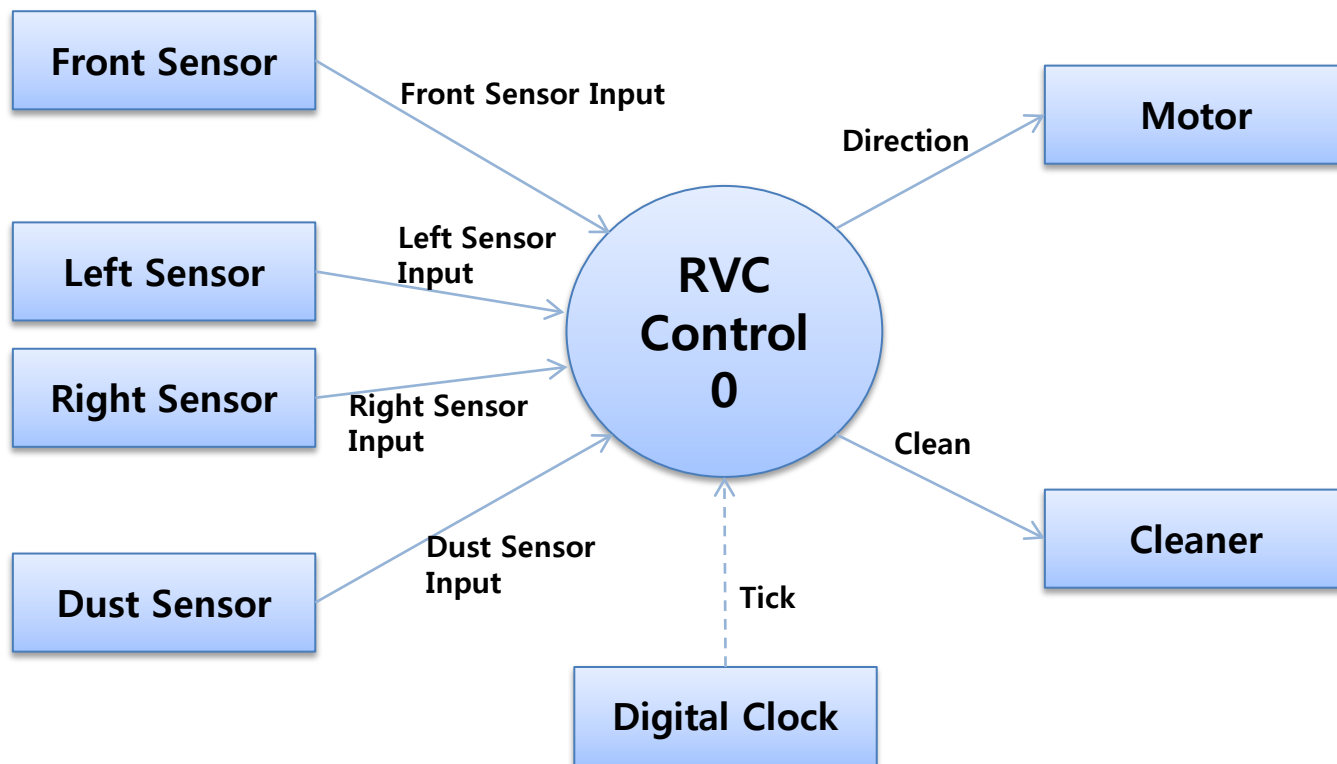 Front Sensor
Front Sensor Input
Motor
Direction
Left Sensor
Left Sensor
Input
RVC
Control
0
Right Sensor
Right Sensor
Input
Clean
Cleaner
Dust Sensor
Dust Sensor
Input
Tick
Digital Clock